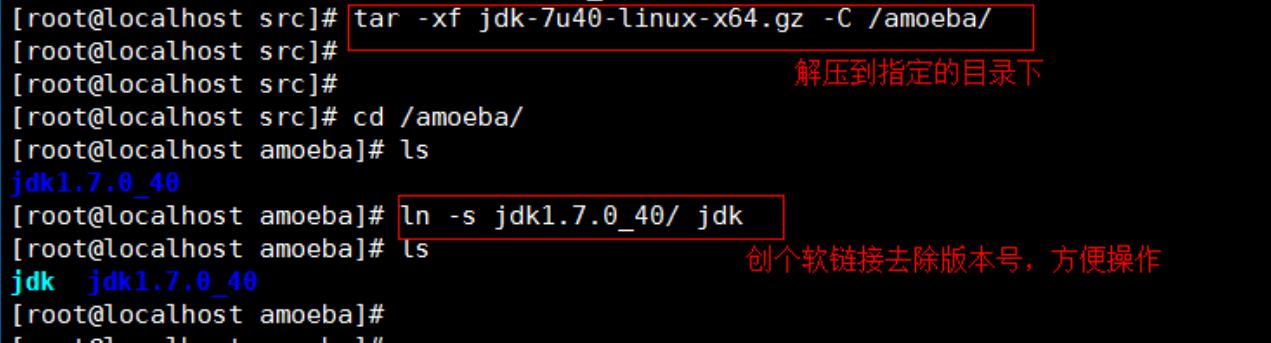 [root@localhost src]# tar -xf jdk-7u40-linux-x64.gz -C /amoeba/
[root@localhost src]#
解压到指定的目录下
[root@localhost src]#
[root@localhost src]# cd /amoeba/
[root@localhost amoeba]# ls
jdk1.7.0_40
[root@localhost amoeba]# ln -s jdk1.7.0_40/ jdk
[root@localhost amoeba]# ls
创个软链接去除版本号，方便操作
jdk jdk1.7.0_40
[root@localhost amoeba]#